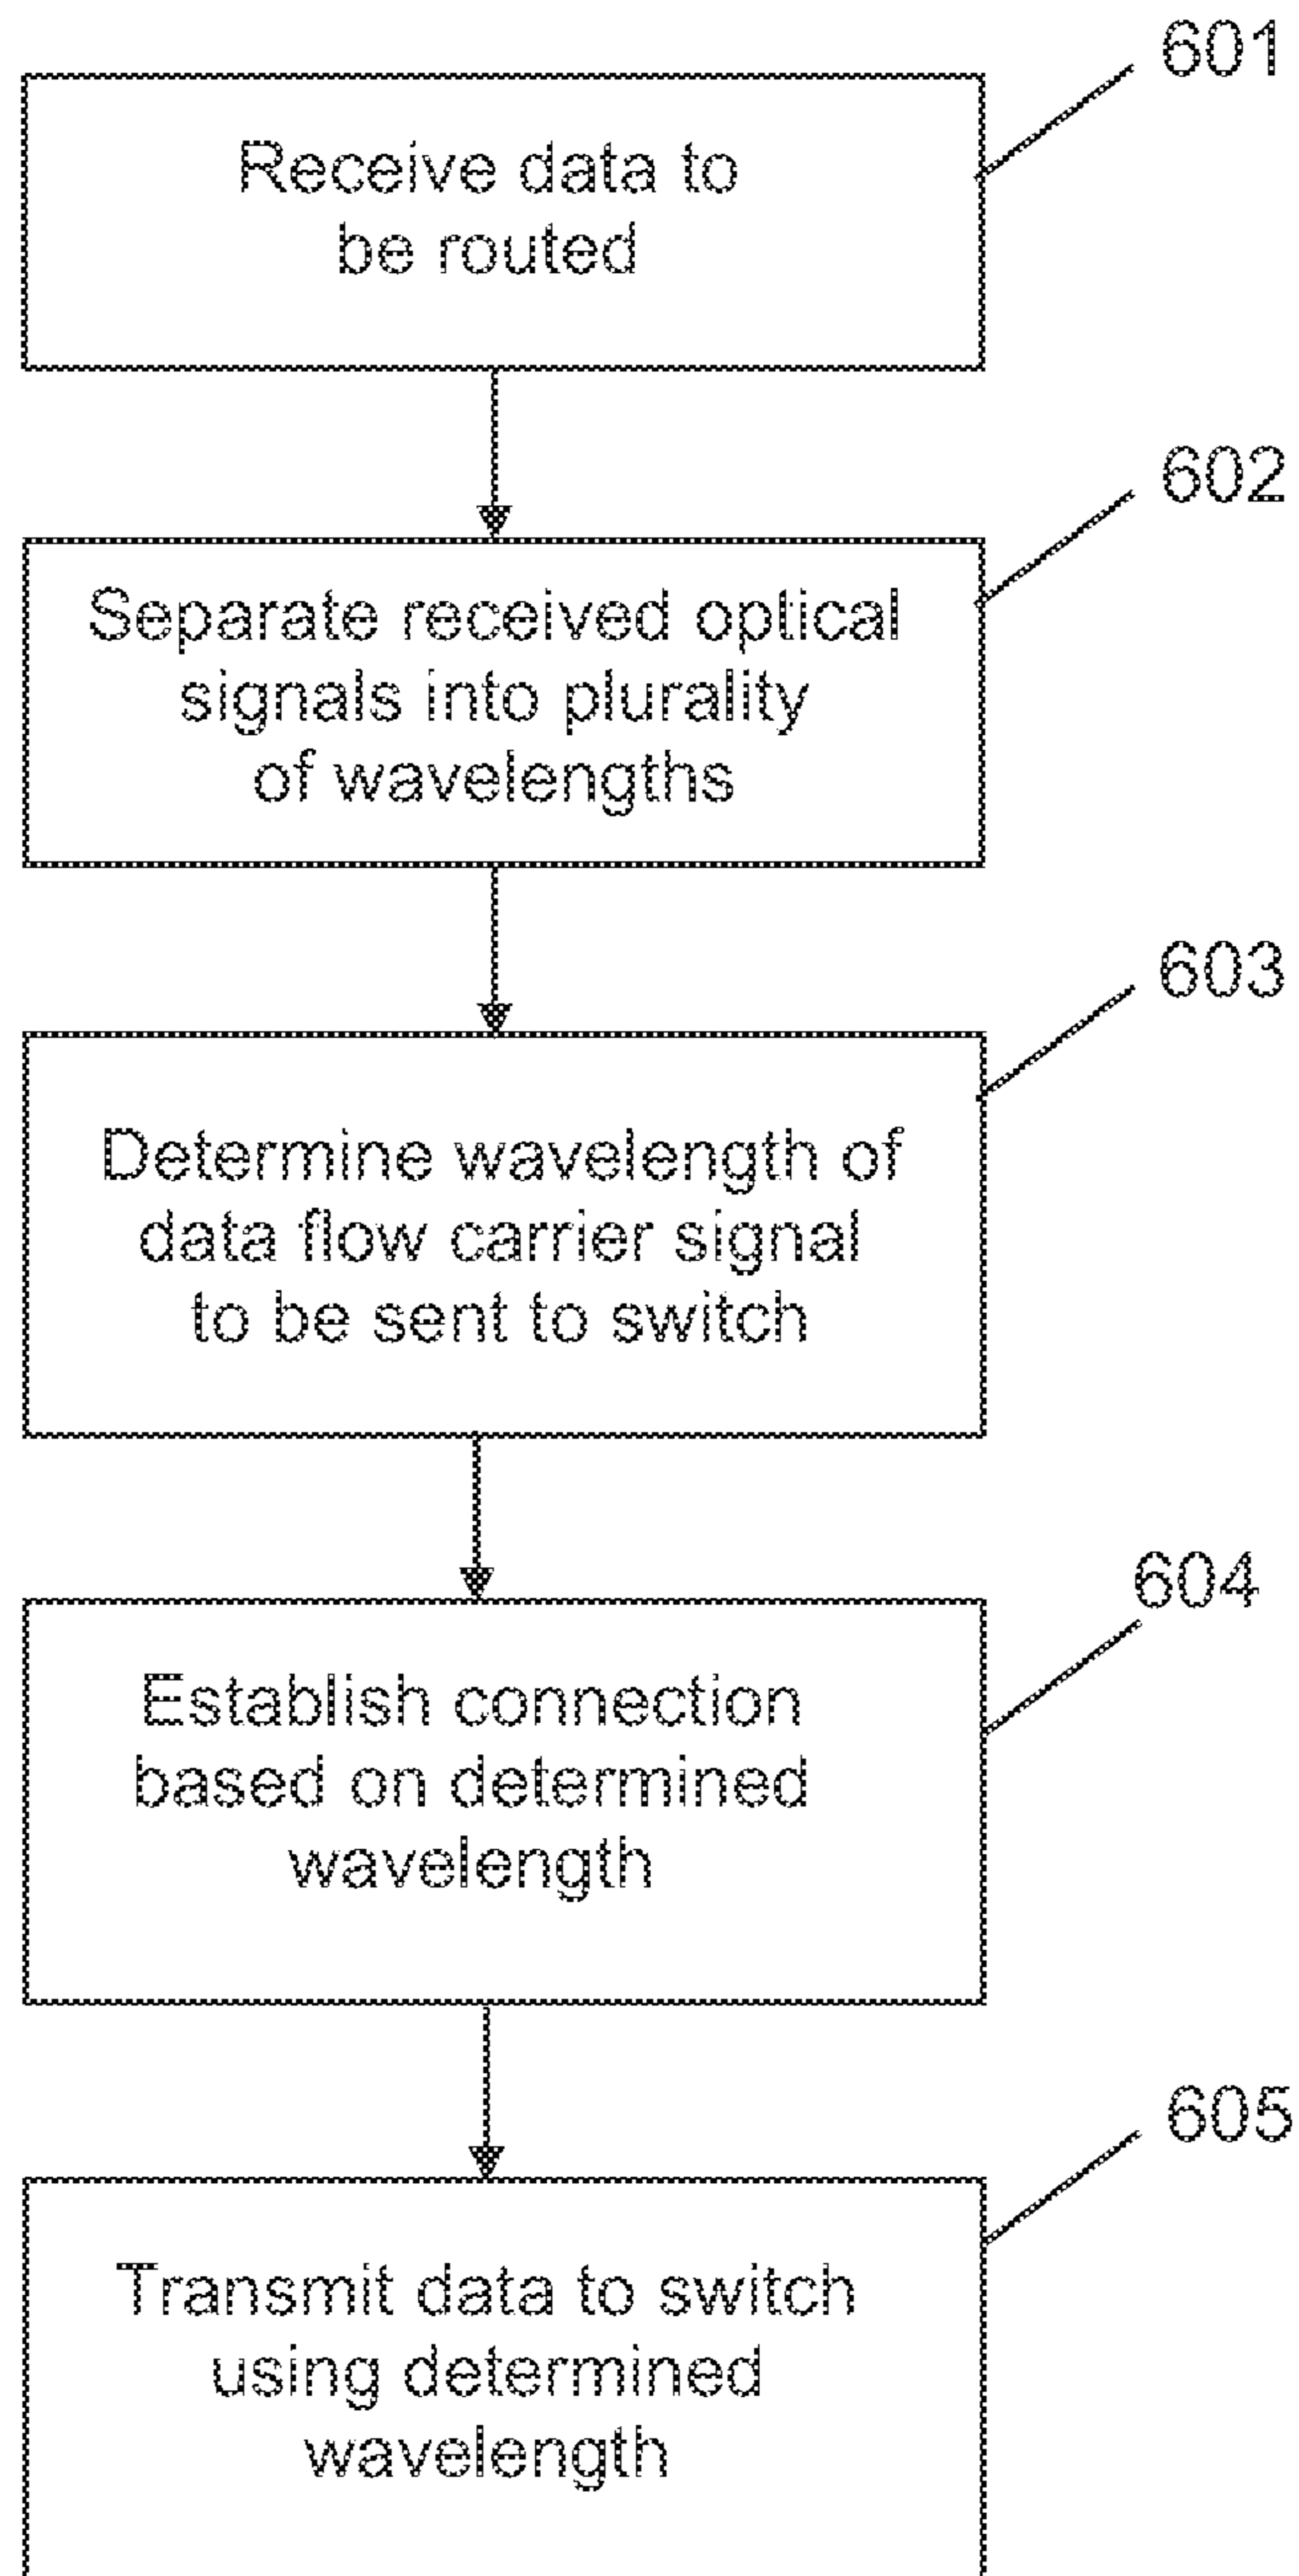 601
Receive data to
be routed
602
Separate received optical
signals into plurality
of wavelengths
603
Determine wavelength of
data flow carrier signal
to be sent to switch
604
Establish connection
based on determined
wavelength
605
Transmit data to switch
using determined
wavelength